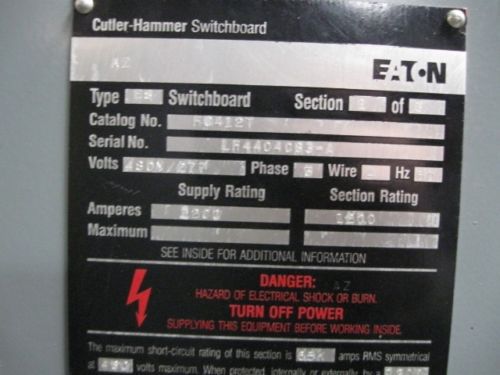 Cutler-Hammer Switchboard
AZ
EATON
Type Switchboard Section of
Catalog No.
Serial No.
Volts 480Y/277 Phase Wire Hz
Supply Rating Section Rating
Amperes 1200
Maximum
SEE INSIDE FOR ADDITIONAL INFORMATION
DANGER: AZ
HAZARD OF ELECTRICAL SHOCK OR BURN.
TURN OFF POWER
SUPPLYING THIS EQUIPMENT BEFORE WORKING INSIDE.
The maximum short-circuit rating of this section is amps RMS symmetrical
at 480 volts maximum. When protected, internally or externally, by a